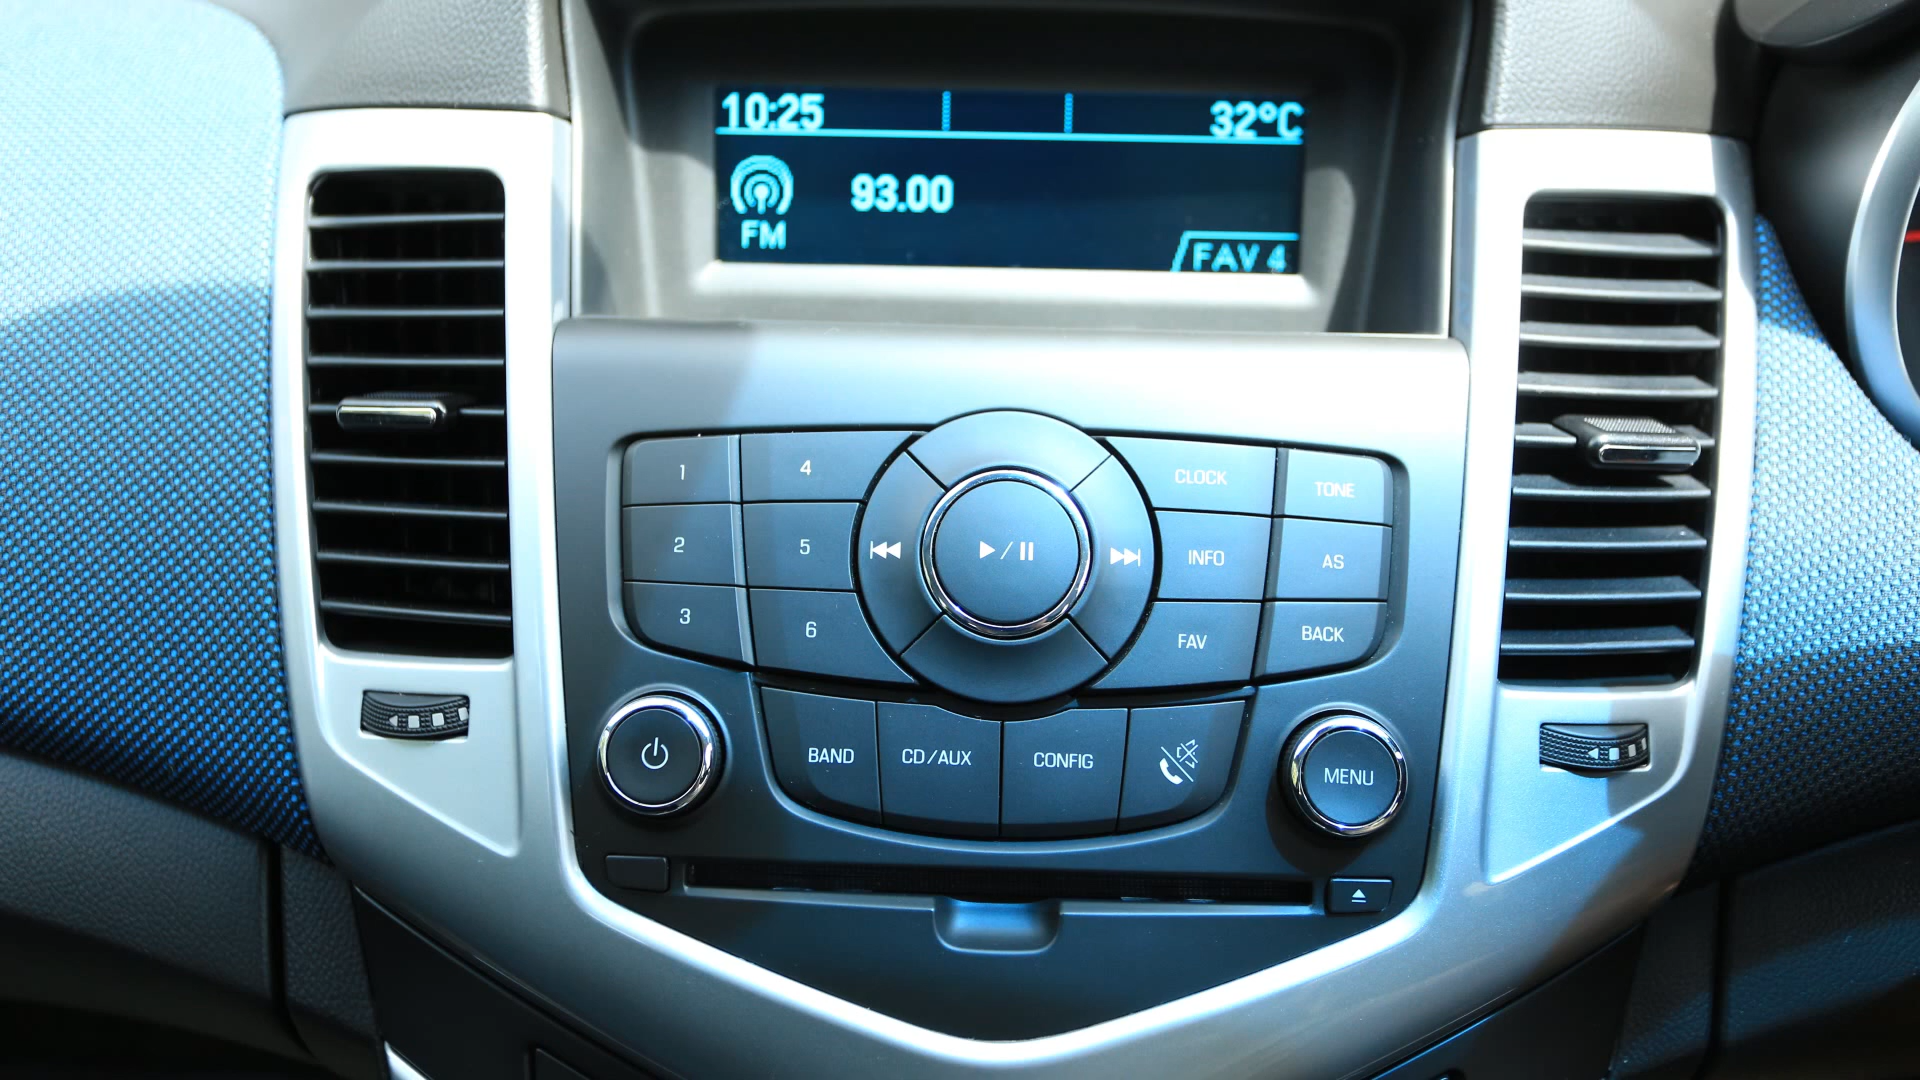 10:25
32°C
93.00
FM
FAV 4
1
4
CLOCK
TONE
2
5
INFO
AS
3
6
FAV
BACK
BAND
CD/AUX
CONFIG
MENU